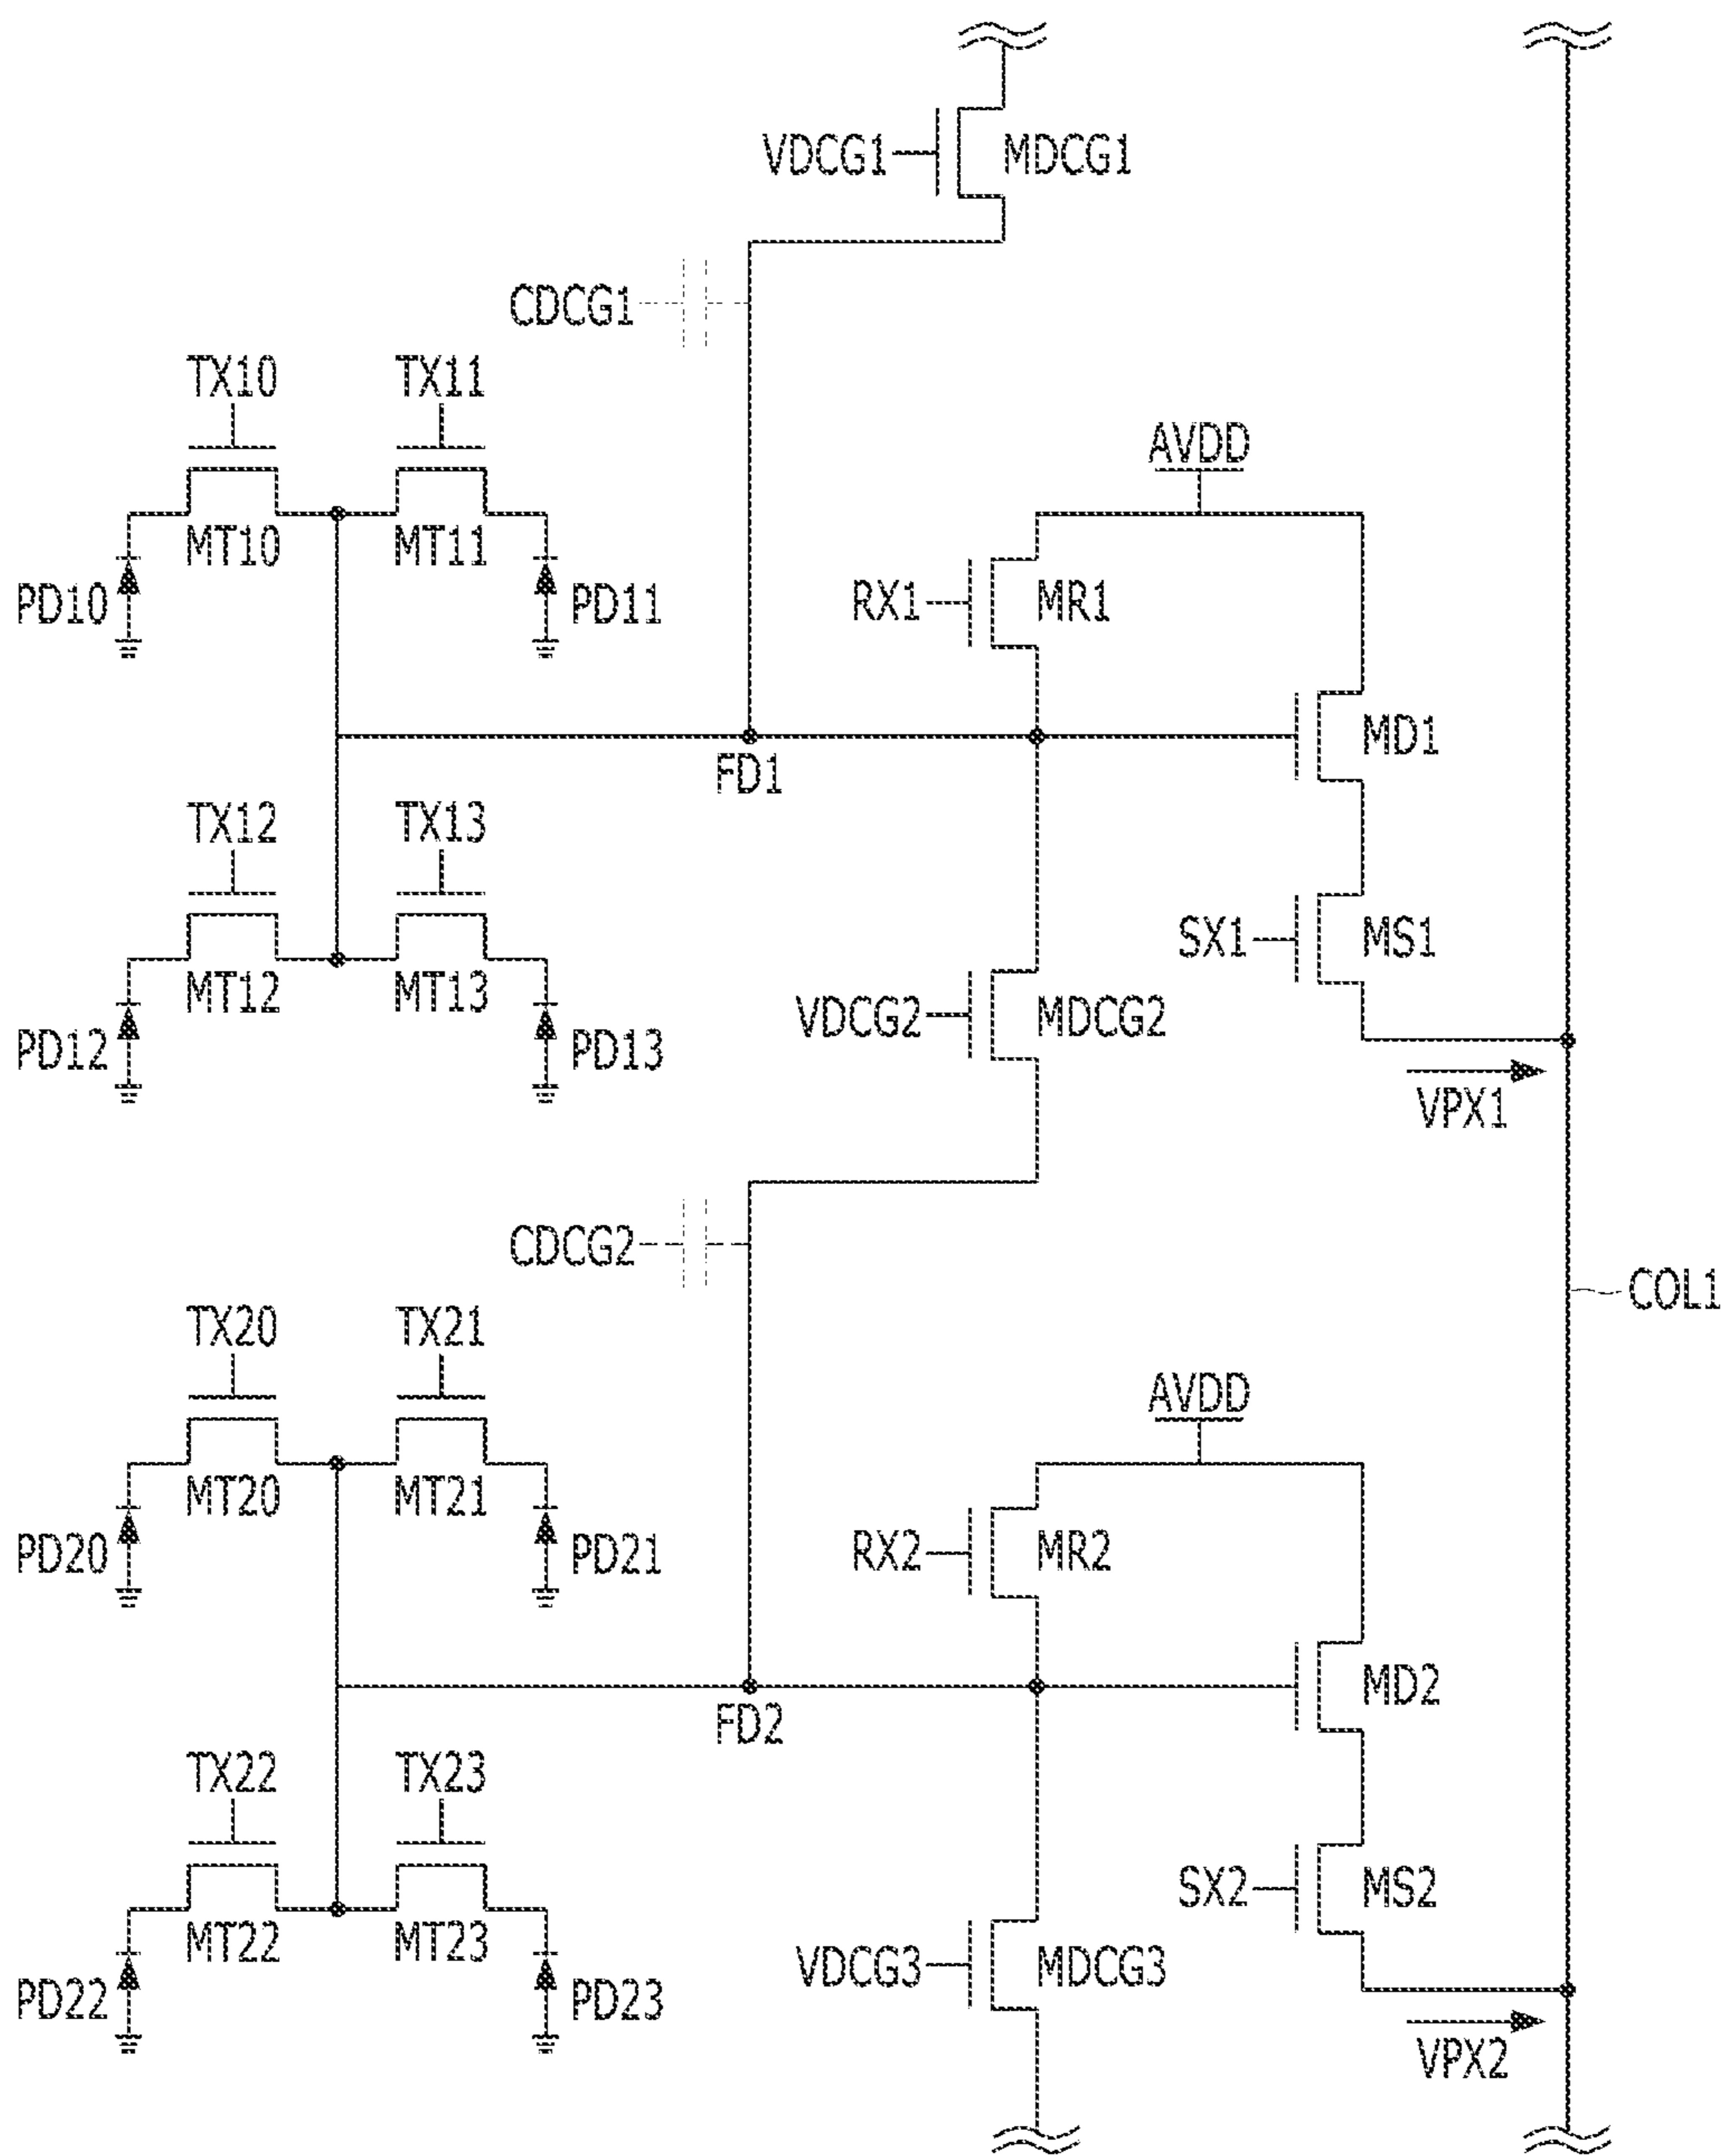 VDCG1 MDCG1
CDCG1
TX10 TX11
AVDD
MT10 MT11
PD10 PD11
RX1 MR1
MD1
FD1
TX12 TX13
SX1 MS1
MT12 MT13
VDCG2 MDCG2
PD12 PD13
VPX1
CDCG2
COL1
TX20 TX21
AVDD
MT20 MT21
PD20 PD21
RX2 MR2
MD2
FD2
TX22 TX23
SX2 MS2
MT22 MT23
VDCG3 MDCG3
PD22 PD23
VPX2